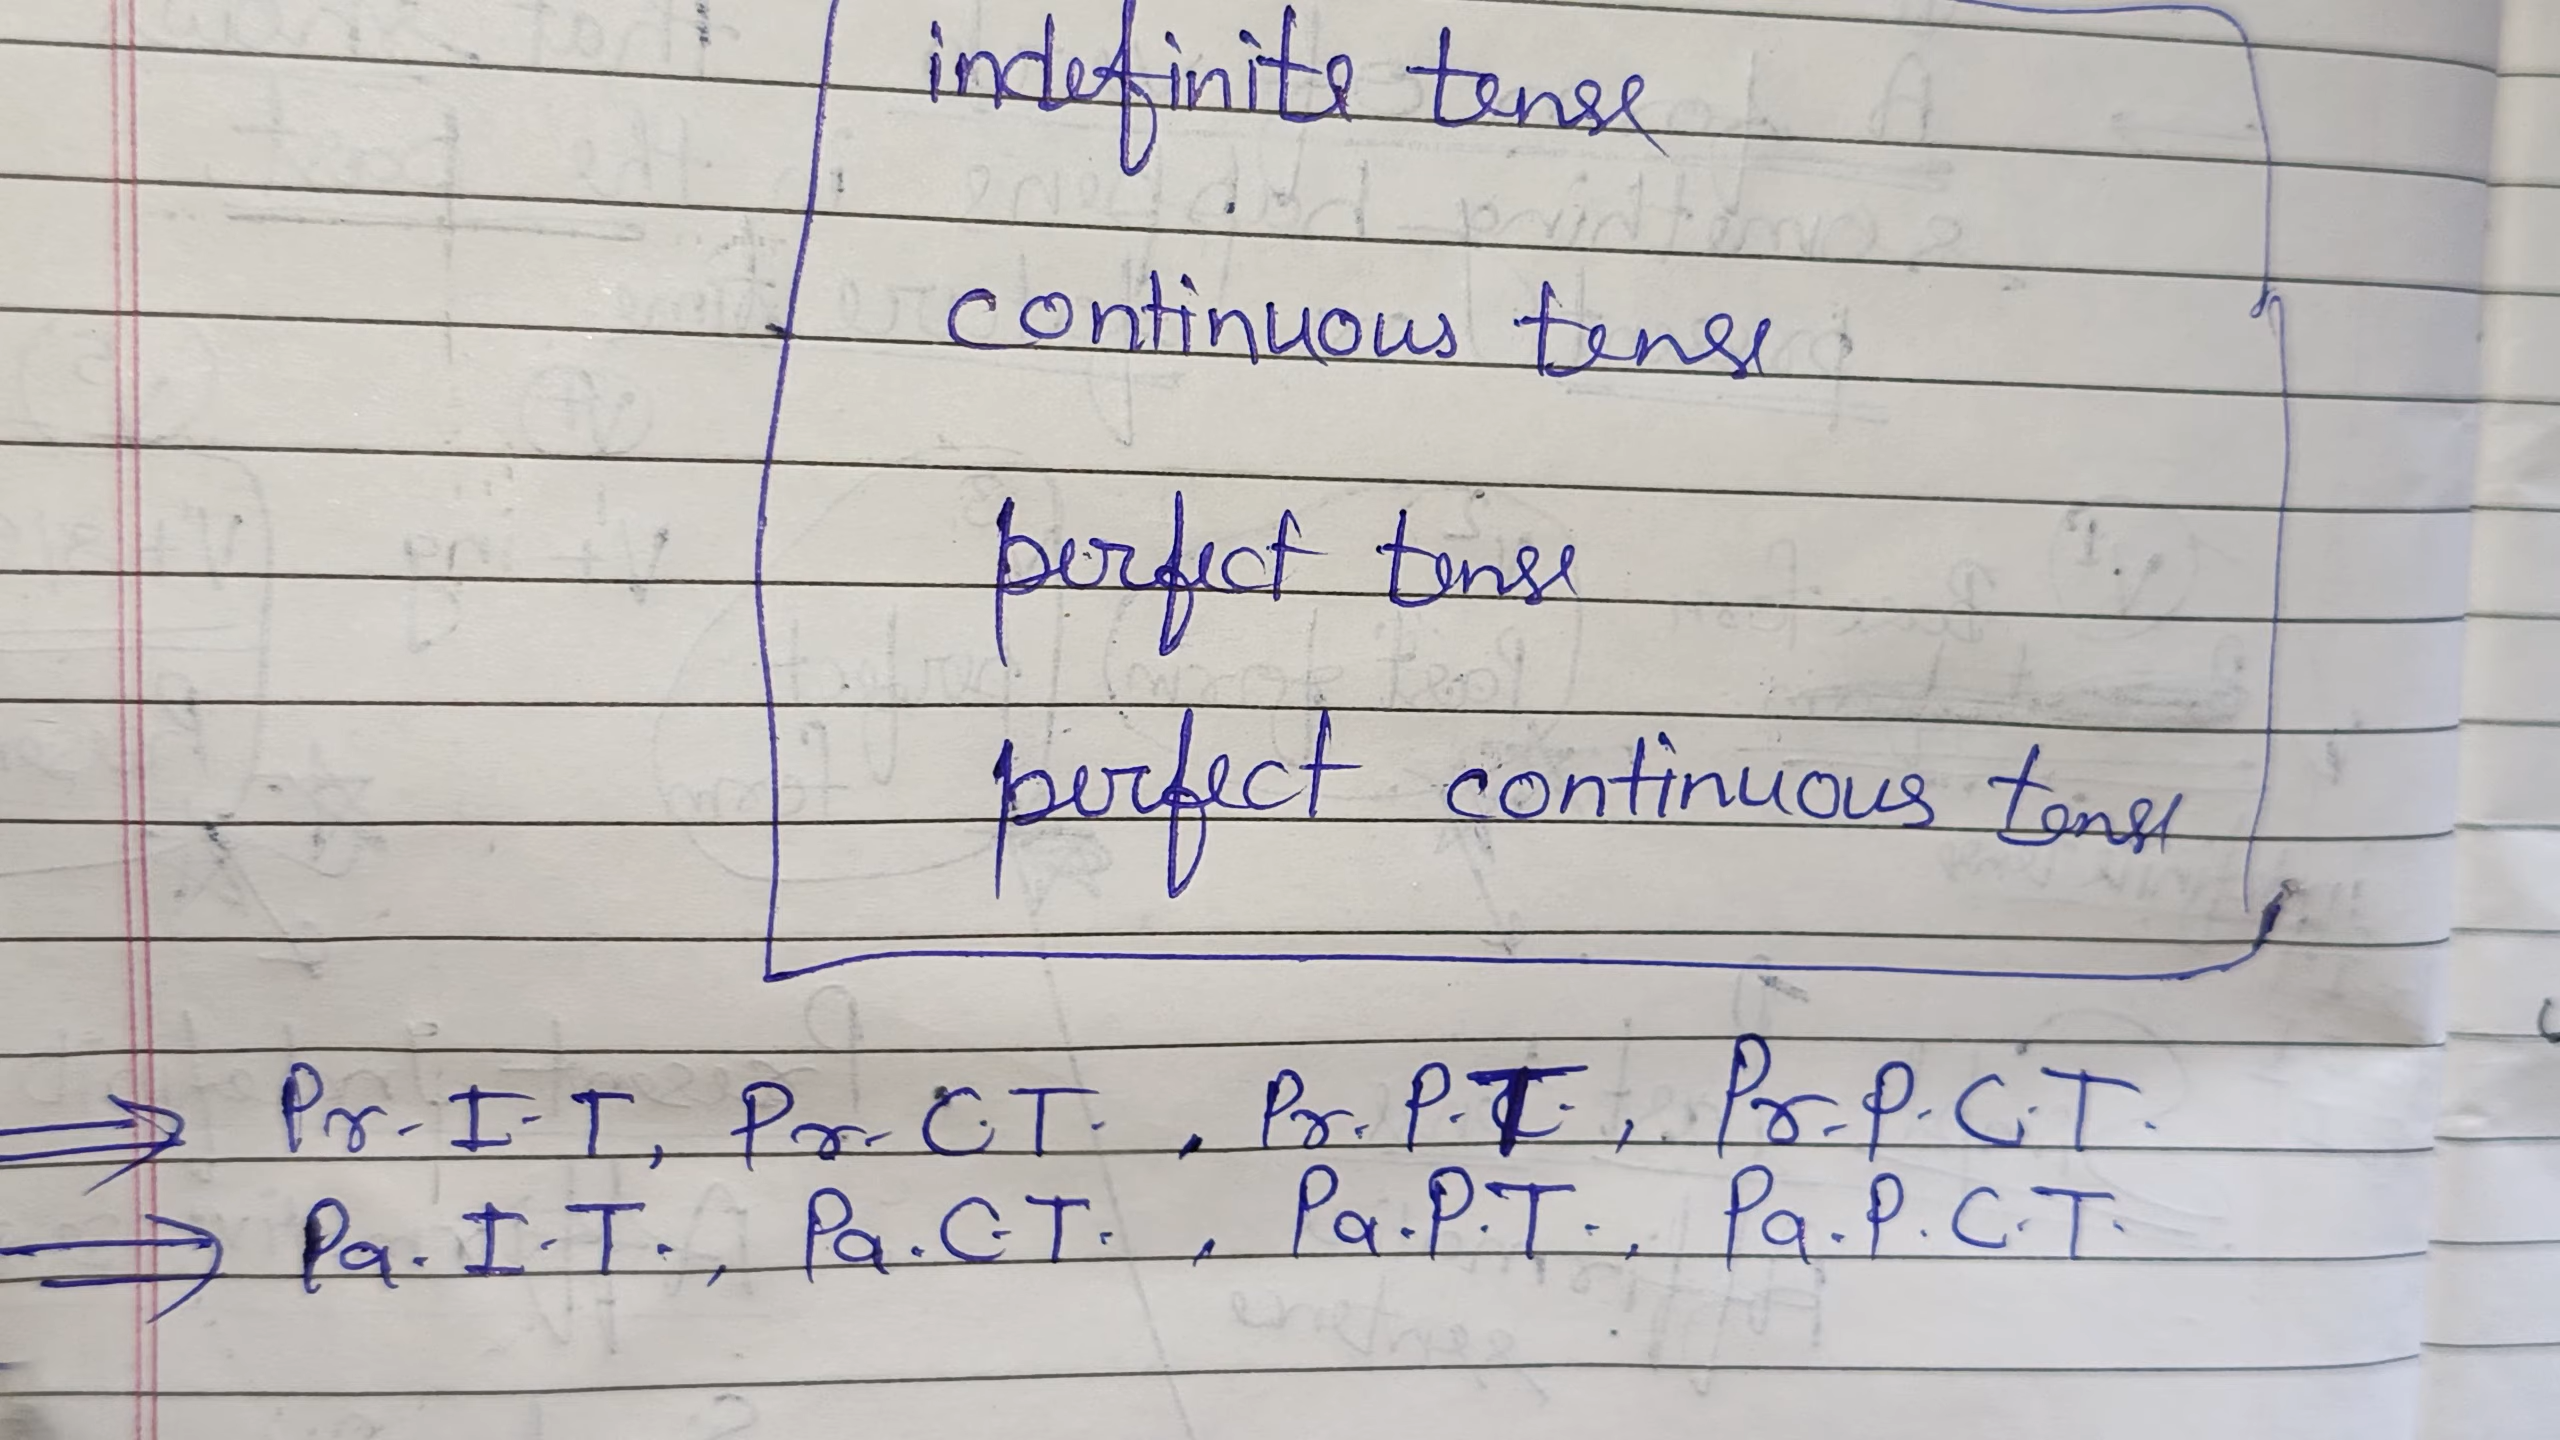 indefinite tense
continuous tense
perfect tense
perfect continuous tense
Pr. I. T, Pr. C. T. , Pr. P. T. , Pr. P. C. T.
Pa. I. T. , Pa. C. T. , Pa. P. T. , Pa. P. C. T.